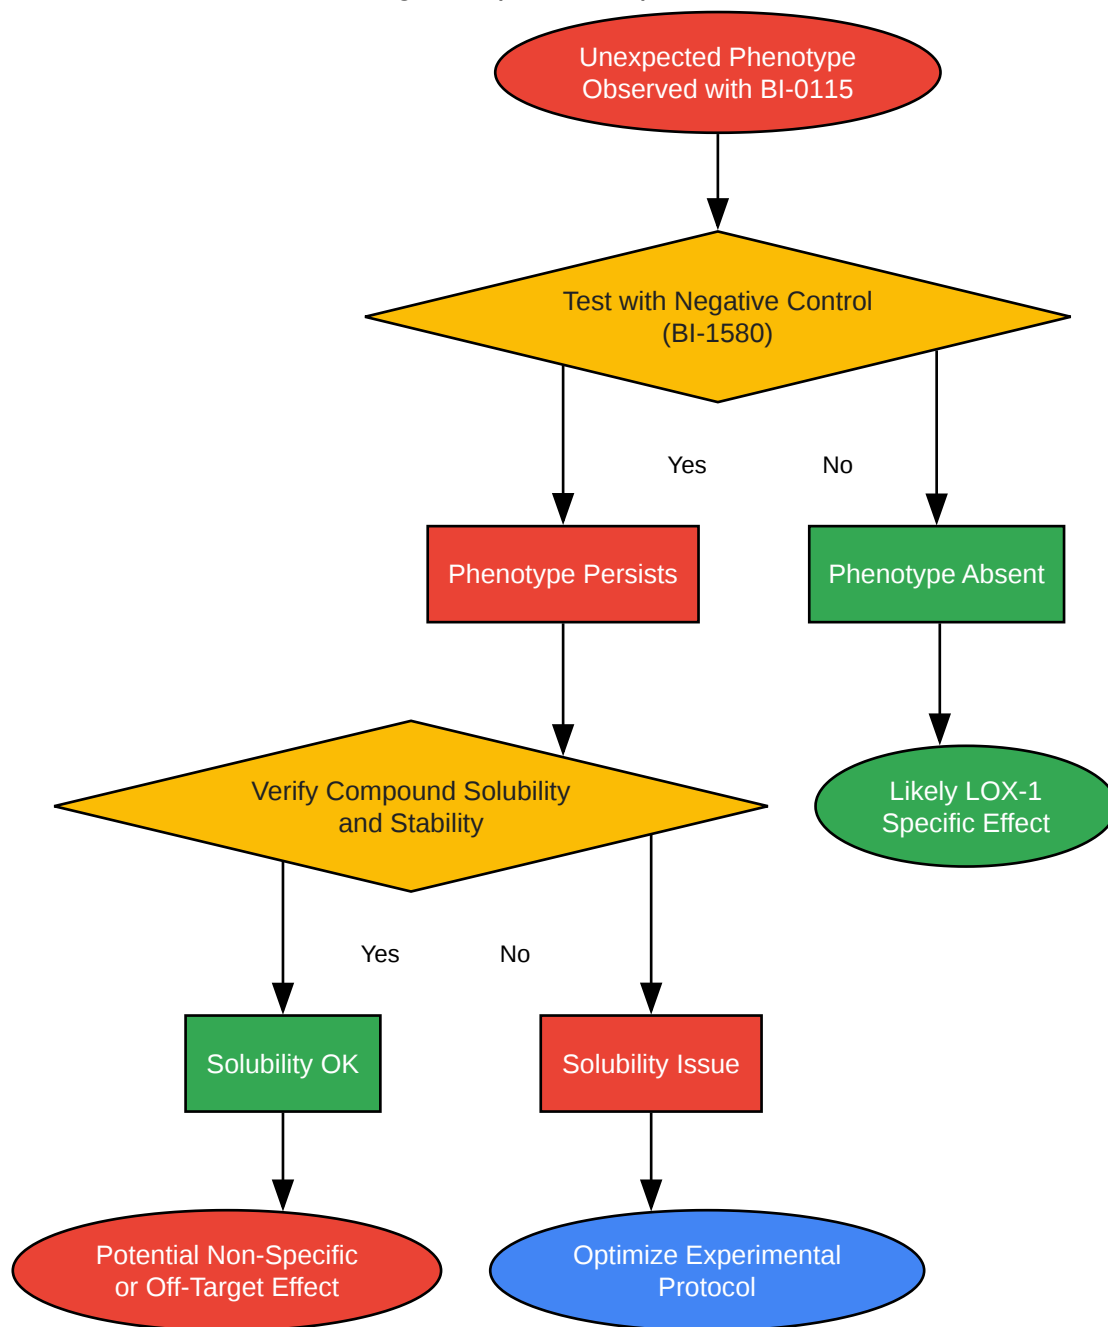 Unexpected Phenotype
Observed with BI-0115
Test with Negative Control
(BI-1580)
Yes
No
Phenotype Persists
Phenotype Absent
Verify Compound Solubility
and Stability
Likely LOX-1
Specific Effect
Yes
No
Solubility OK
Solubility Issue
Potential Non-Specific
or Off-Target Effect
Optimize Experimental
Protocol